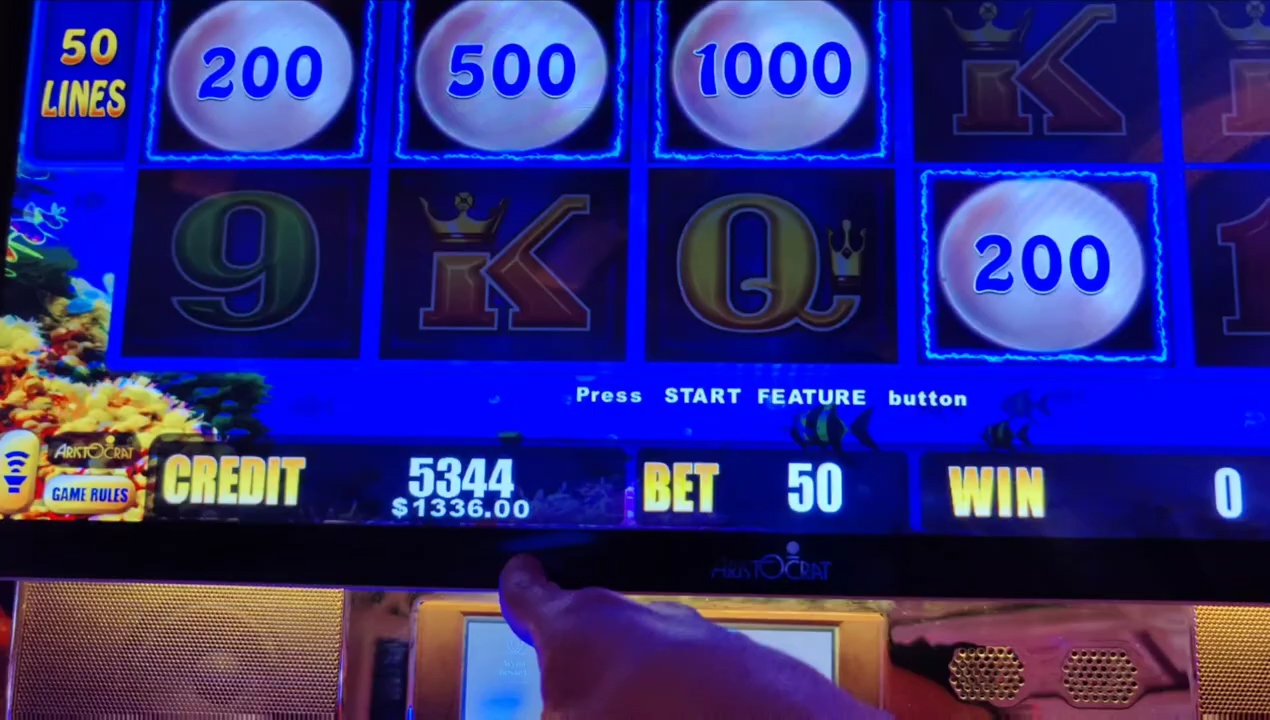 50
LINES
200
500
1000
K
9
K
Q
200
Press START FEATURE button
ARISTOCRAT
GAME RULES
CREDIT
5344
$1336.00
BET
50
WIN
0
ARISTOCRAT